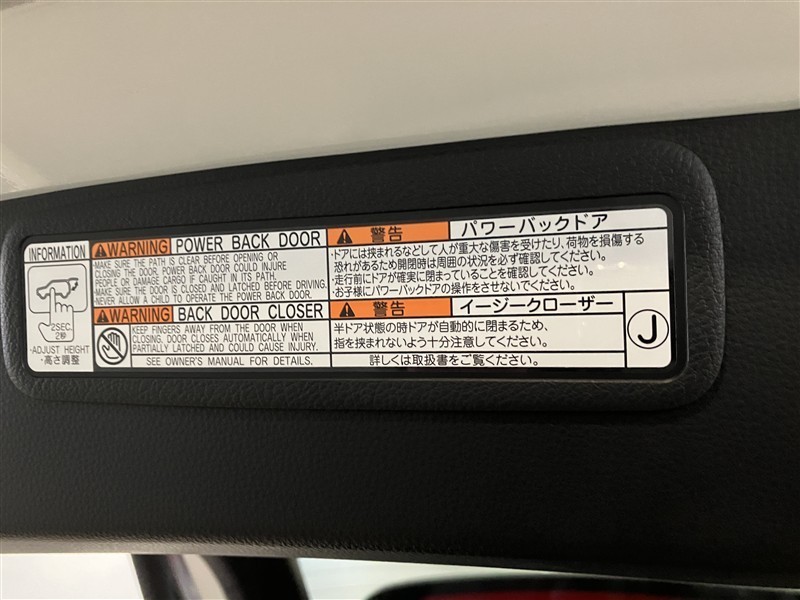 INFORMATION
2SEC.
2秒
・ADJUST HEIGHT
・高さ調整
WARNING POWER BACK DOOR
・MAKE SURE THE PATH IS CLEAR BEFORE OPENING OR
CLOSING THE DOOR. POWER BACK DOOR COULD INJURE
PEOPLE OR DAMAGE CARGO IF CAUGHT IN ITS PATH.
・MAKE SURE THE DOOR IS CLOSED AND LATCHED BEFORE DRIVING.
・NEVER ALLOW A CHILD TO OPERATE THE POWER BACK DOOR.
WARNING BACK DOOR CLOSER
KEEP FINGERS AWAY FROM THE DOOR WHEN
CLOSING. DOOR CLOSES AUTOMATICALLY WHEN
PARTIALLY LATCHED AND COULD CAUSE INJURY.
SEE OWNER'S MANUAL FOR DETAILS.
警告 パワーバックドア
・ドアには挟まれるなどして人が重大な傷害を受けたり、荷物を損傷する
恐れがあるため開閉時は周囲の状況を必ず確認してください。
・走行前にドアが確実に閉まっていることを確認してください。
・お子様にパワーバックドアの操作をさせないでください。
警告 イージークローザー
半ドア状態の時ドアが自動的に閉まるため、
指を挟まれないよう十分注意してください。
詳しくは取扱書をご覧ください。
J